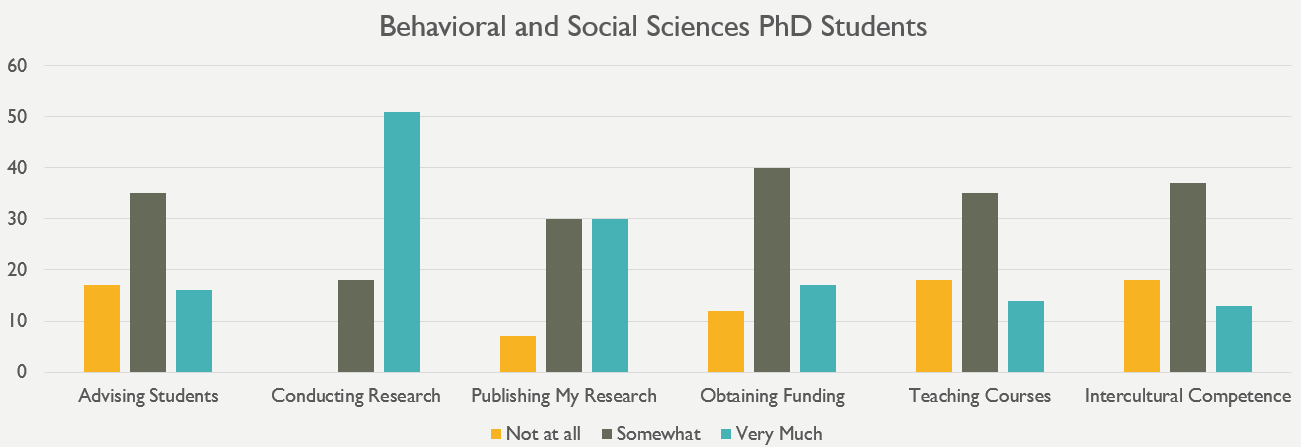 Behavioral and Social Sciences PhD Students
60
50
40
30
20
10
0
Advising Students Conducting Research Publishing My Research Obtaining Funding Teaching Courses Intercultural Competence
Not at all Somewhat Very Much